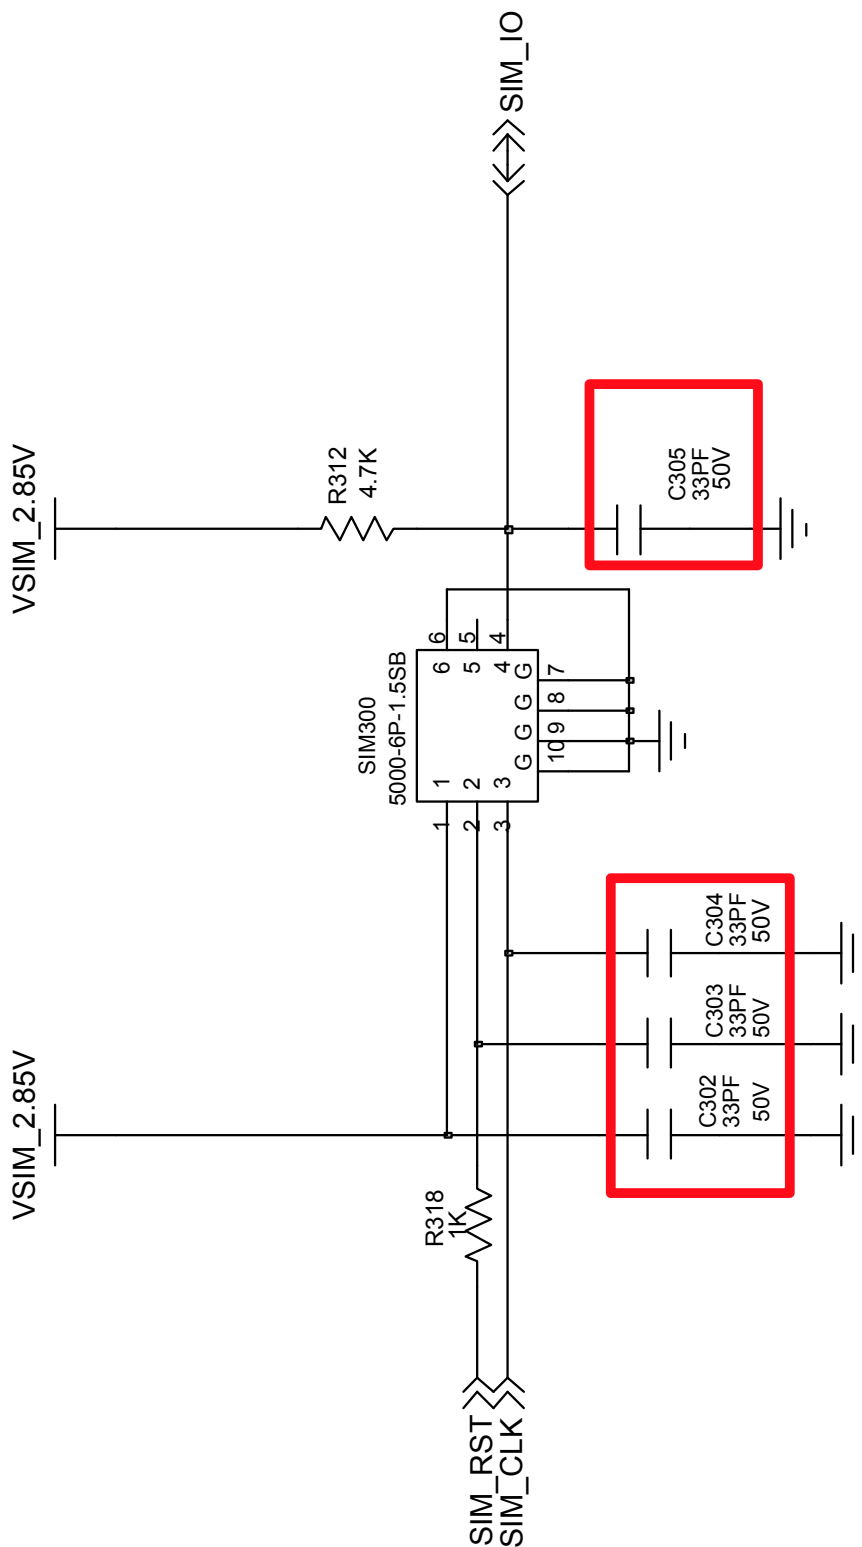 SIM_IO
VSIM_2.85V
R312
4.7K
C305
33PF
50V
SIM300
5000-6P-1.5SB
6
5
4
6
5
4
G
7
G
8
G
9
G
10
1
2
3
1
2
3
C304
33PF
50V
C303
33PF
50V
C302
33PF
50V
VSIM_2.85V
R318
1K
SIM_RST
SIM_CLK